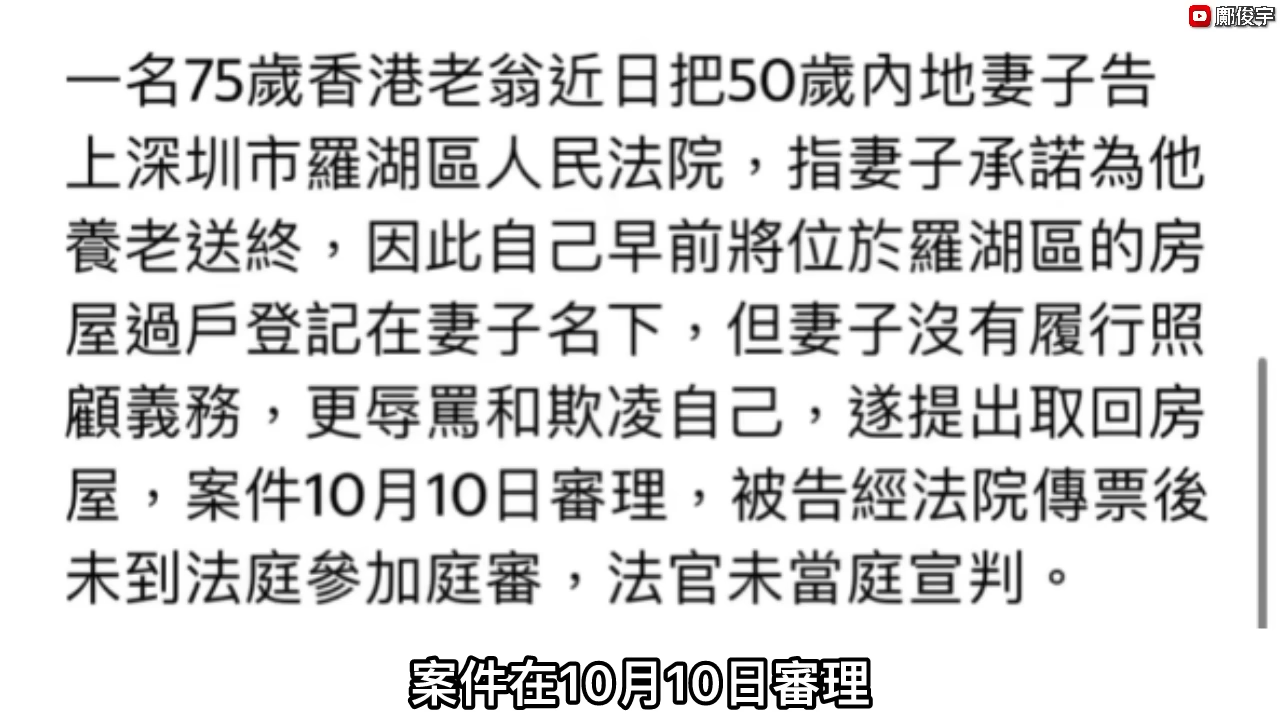 鄺俊宇
一名75歲香港老翁近日把50歲內地妻子告
上深圳市羅湖區人民法院，指妻子承諾為他
養老送終，因此自己早前將位於羅湖區的房
屋過戶登記在妻子名下，但妻子沒有履行照
顧義務，更辱罵和欺凌自己，遂提出取回房
屋，案件10月10日審理，被告經法院傳票後
未到法庭參加庭審，法官未當庭宣判。
案件在10月10日審理